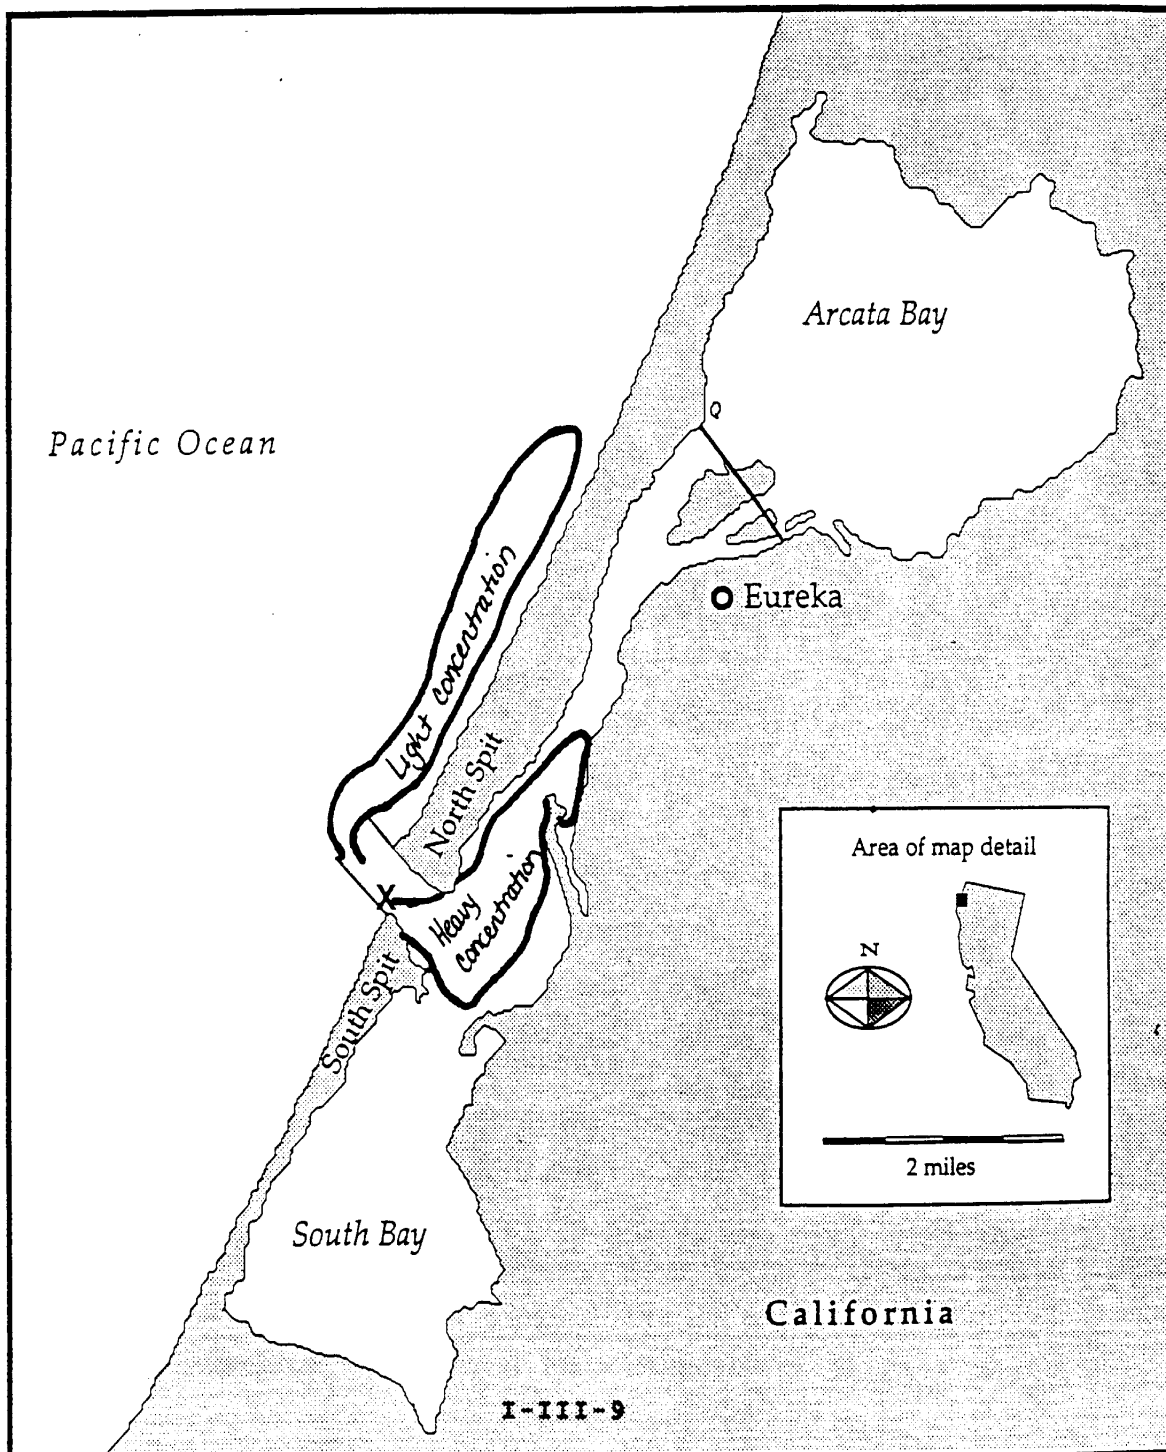 Arcata Bay
Pacific Ocean
Eureka
Light Concentration
North Spit
Heavy
Concentration
South Spit
Area of map detail
N
2 miles
South Bay
California
I-III-9